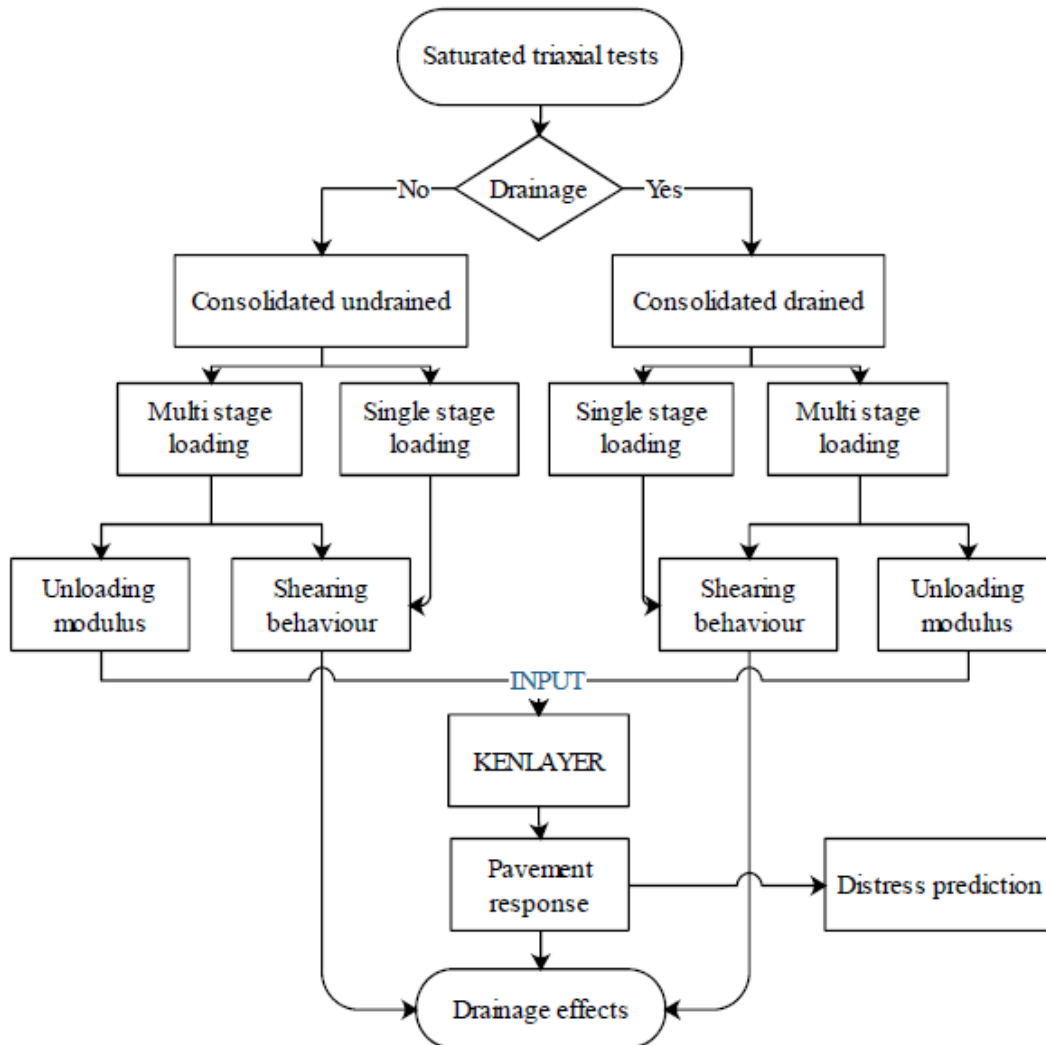 Saturated triaxial tests
No
Drainage
Yes
Consolidated undrained
Consolidated drained
Multi stage
loading
Single stage
loading
Single stage
loading
Multi stage
loading
Unloading
modulus
Shearing
behaviour
Shearing
behaviour
Unloading
modulus
INPUT
KENLAYER
Pavement
response
Distress prediction
Drainage effects